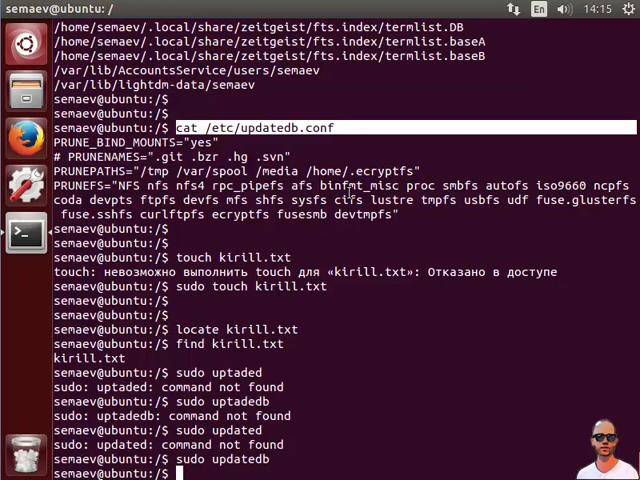 semaev@ubuntu: /
En
14:15
/home/semaev/.local/share/zeitgeist/fts.index/termlist.DB
/home/semaev/.local/share/zeitgeist/fts.index/termlist.baseA
/home/semaev/.local/share/zeitgeist/fts.index/termlist.baseB
/var/lib/AccountsService/users/semaev
/var/lib/lightdm-data/semaev
semaev@ubuntu:/$
semaev@ubuntu:/$
semaev@ubuntu:/$ cat /etc/updatedb.conf
PRUNE_BIND_MOUNTS="yes"
# PRUNENAMES=".git .bzr .hg .svn"
PRUNEPATHS="/tmp /var/spool /media /home/.ecryptfs"
PRUNEFS="NFS nfs nfs4 rpc_pipefs afs binfmt_misc proc smbfs autofs iso9660 ncpfs
coda devpts ftpfs devfs mfs shfs sysfs cifs lustre tmpfs usbfs udf fuse.glusterfs
fuse.sshfs curlftpfs ecryptfs fusesmb devtmpfs"
semaev@ubuntu:/$
semaev@ubuntu:/$
semaev@ubuntu:/$ touch kirill.txt
touch: невозможно выполнить touch для «kirill.txt»: Отказано в доступе
semaev@ubuntu:/$ sudo touch kirill.txt
semaev@ubuntu:/$
semaev@ubuntu:/$
semaev@ubuntu:/$ locate kirill.txt
semaev@ubuntu:/$ find kirill.txt
kirill.txt
semaev@ubuntu:/$ sudo uptaded
sudo: uptaded: command not found
semaev@ubuntu:/$ sudo uptadedb
sudo: uptadedb: command not found
semaev@ubuntu:/$ sudo updated
sudo: updated: command not found
semaev@ubuntu:/$ sudo updatedb
semaev@ubuntu:/$